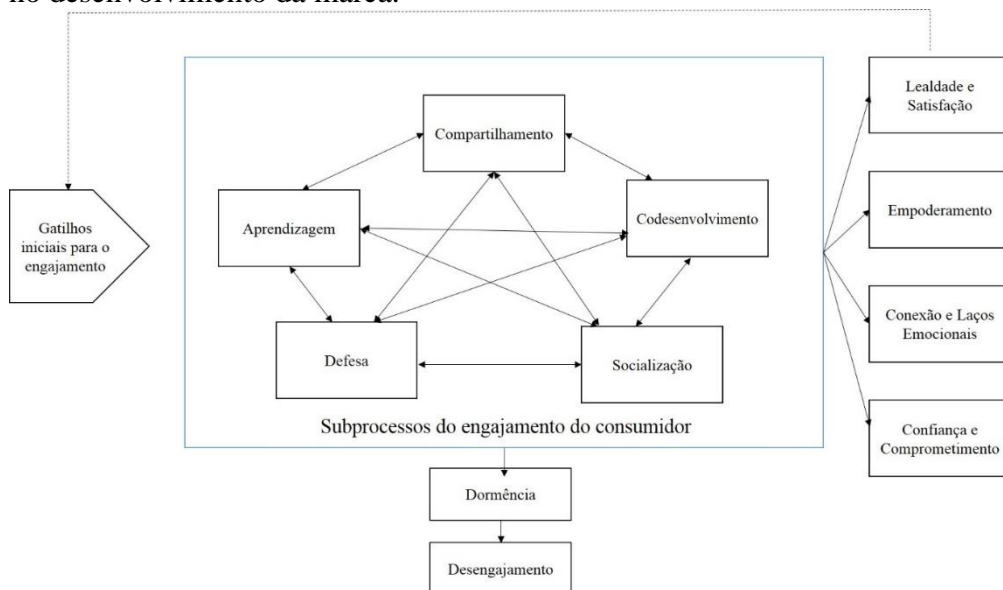 no desenvolvimento da marca.
Lealdade e
Satisfação
Compartilhamento
Gatilhos
iniciais para o
engajamento
Aprendizagem
Codesenvolvimento
Empoderamento
Conexão e Laços
Emocionais
Defesa
Socialização
Subprocessos do engajamento do consumidor
Confiança e
Comprometimento
Dormência
Desengajamento